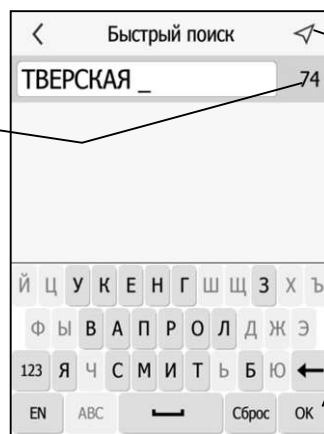 Быстрый поиск
ТВЕРСКАЯ _ 74
Й Ц У К Е Н Г Ш Щ З Х Ъ
Ф Ы В А П Р О Л Д Ж Э
123 Я Ч С М И Т Ь Б Ю ←
EN ABC Сброс OK